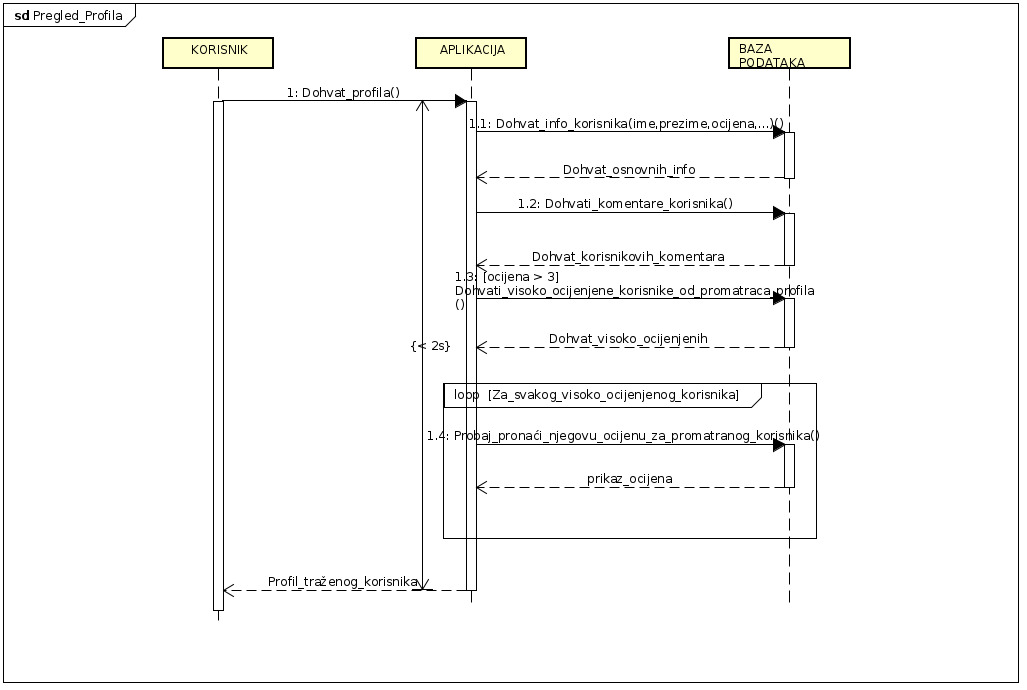 sd Pregled_Profila
KORISNIK
APLIKACIJA
BAZA
PODATAKA
1: Dohvat_profila()
1.1: Dohvat_info_korisnika(ime,prezime,ocijena,...)()
Dohvat_osnovnih_info
1.2: Dohvati_komentare_korisnika()
Dohvat_korisnikovih_komentara
1.3: [ocijena > 3]
Dohvati_visoko_ocijenjene_korisnike_od_promatraca_profila
()
Dohvat_visoko_ocijenjenih
{< 2s}
loop [Za_svakog_visoko_ocijenjenog_korisnika]
1.4: Probaj_pronaći_njegovu_ocijenu_za_promatranog_korisnika()
prikaz_ocijena
Profil_traženog_korisnika